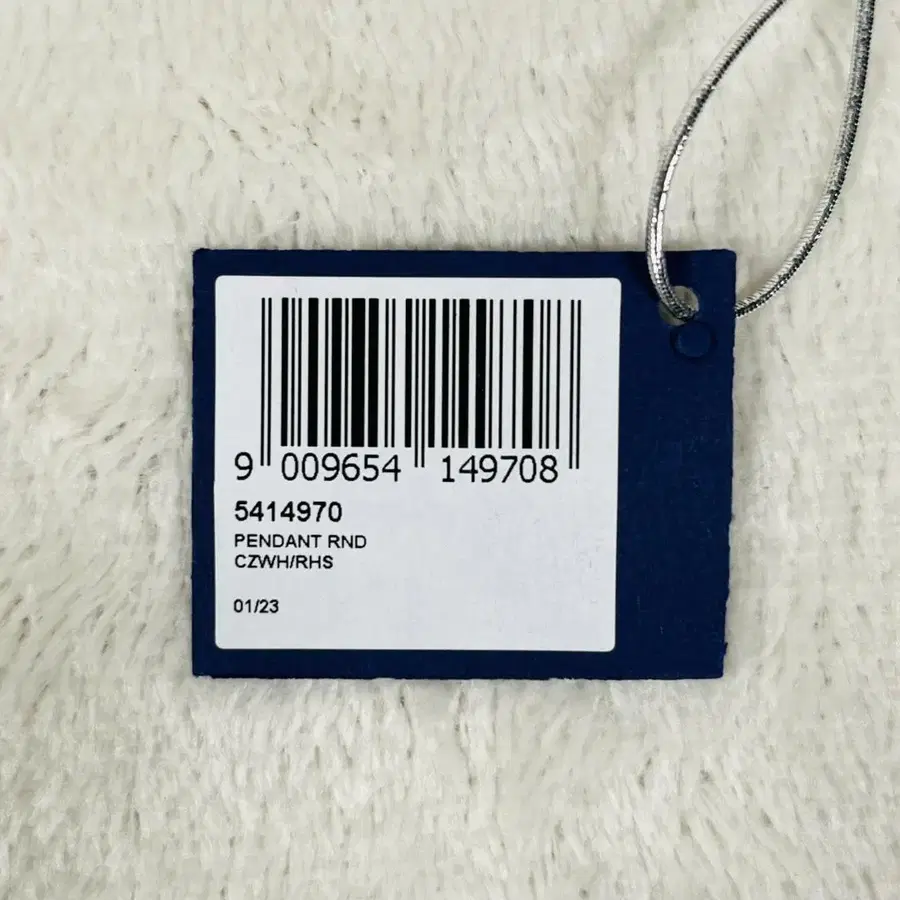 9 009654 149708
5414970
PENDANT RND
CZWH/RHS
01/23